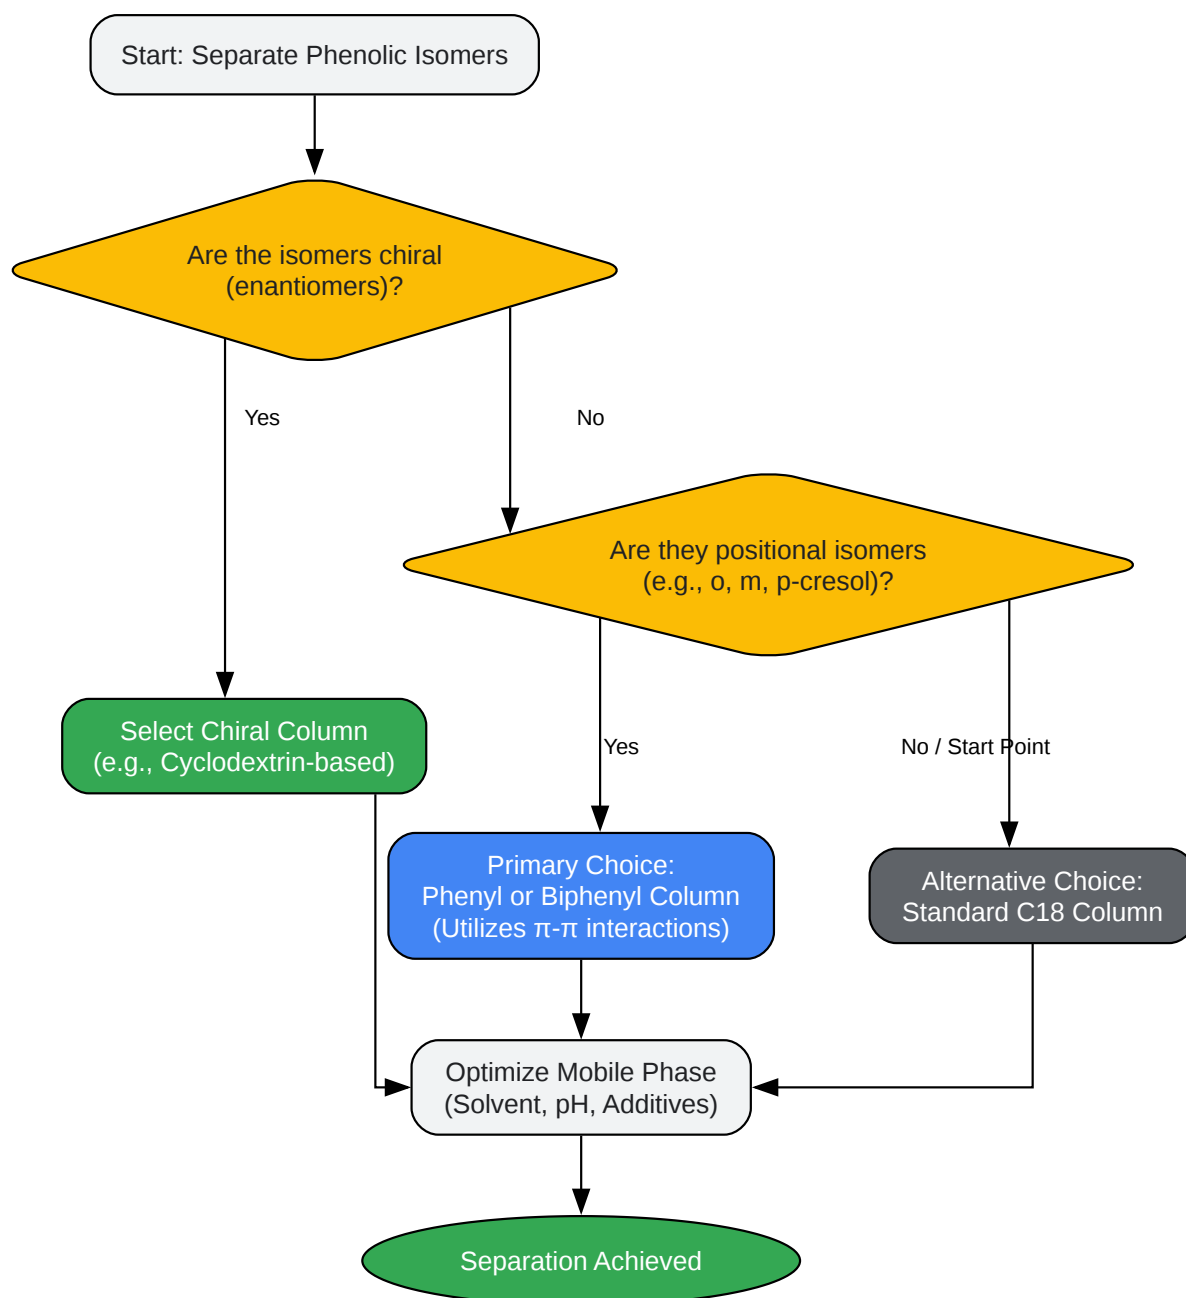 Start: Separate Phenolic Isomers
Are the isomers chiral
(enantiomers)?
Yes
No
Are they positional isomers
(e.g., o, m, p-cresol)?
Select Chiral Column
(e.g., Cyclodextrin-based)
Yes
No / Start Point
Primary Choice:
Phenyl or Biphenyl Column
(Utilizes π-π interactions)
Alternative Choice:
Standard C18 Column
Optimize Mobile Phase
(Solvent, pH, Additives)
Separation Achieved